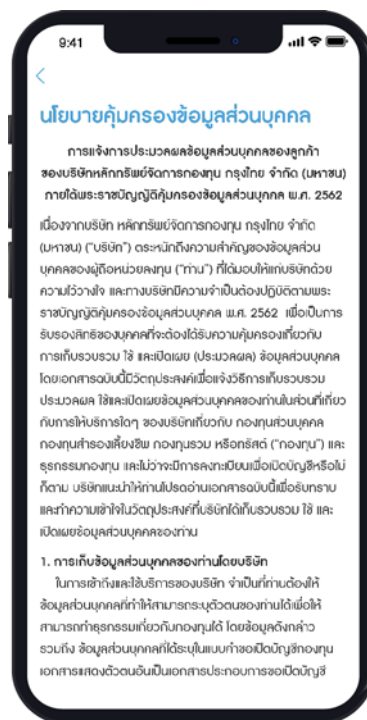 9:41
นโยบายคุ้มครองข้อมูลส่วนบุคคล
การแจ้งการประมวลผลข้อมูลส่วนบุคคลของลูกค้า
ของบริษัทหลักทรัพย์จัดการกองทุน กรุงไทย จำกัด (มหาชน)
ภายใต้พระราชบัญญัติคุ้มครองข้อมูลส่วนบุคคล พ.ศ. 2562
เนื่องจากบริษัท หลักทรัพย์จัดการกองทุน กรุงไทย จำกัด
(มหาชน) ("บริษัท") ตระหนักถึงความสำคัญของข้อมูลส่วน
บุคคลของผู้ถือหน่วยลงทุน ("ท่าน") ที่ได้มอบให้แก่บริษัทด้วย
ความไว้วางใจ และทางบริษัทมีความจำเป็นต้องปฏิบัติตามพระ
ราชบัญญัติคุ้มครองข้อมูลส่วนบุคคล พ.ศ. 2562 เพื่อเป็นการ
รับรองสิทธิของบุคคลที่จะต้องได้รับความคุ้มครองเกี่ยวกับ
การเก็บรวบรวม ใช้ และเปิดเผย (ประมวลผล) ข้อมูลส่วนบุคคล
โดยเอกสารฉบับนี้มีวัตถุประสงค์เพื่อแจ้งวิธีการเก็บรวบรวม
ประมวลผล ใช้และเปิดเผยข้อมูลส่วนบุคคลของท่านในส่วนที่เกี่ยว
กับการให้บริการใดๆ ของบริษัทเกี่ยวกับ กองทุนส่วนบุคคล
กองทุนสำรองเลี้ยงชีพ กองทุนรวม หรือทรัสต์ ("กองทุน") และ
ธุรกรรมกองทุน และไม่ว่าจะมีการลงทะเบียนเพื่อเปิดบัญชีหรือไม่
ก็ตาม บริษัทแนะนำให้ท่านโปรดอ่านเอกสารฉบับนี้เพื่อรับทราบ
และทำความเข้าใจในวัตถุประสงค์ที่บริษัทได้เก็บรวบรวม ใช้ และ
เปิดเผยข้อมูลส่วนบุคคลของท่าน
1. การเก็บข้อมูลส่วนบุคคลของท่านโดยบริษัท
ในการเข้าถึงและใช้บริการของบริษัท จำเป็นที่ท่านต้องให้
ข้อมูลส่วนบุคคลที่ทำให้สามารถระบุตัวตนของท่านได้เพื่อให้
สามารถทำธุรกรรมเกี่ยวกับกองทุนได้ โดยข้อมูลดังกล่าว
รวมถึง ข้อมูลส่วนบุคคลที่ได้ระบุในแบบคำขอเปิดบัญชีกองทุน
เอกสารแสดงตัวตนอันเป็นเอกสารประกอบการขอเปิดบัญชี